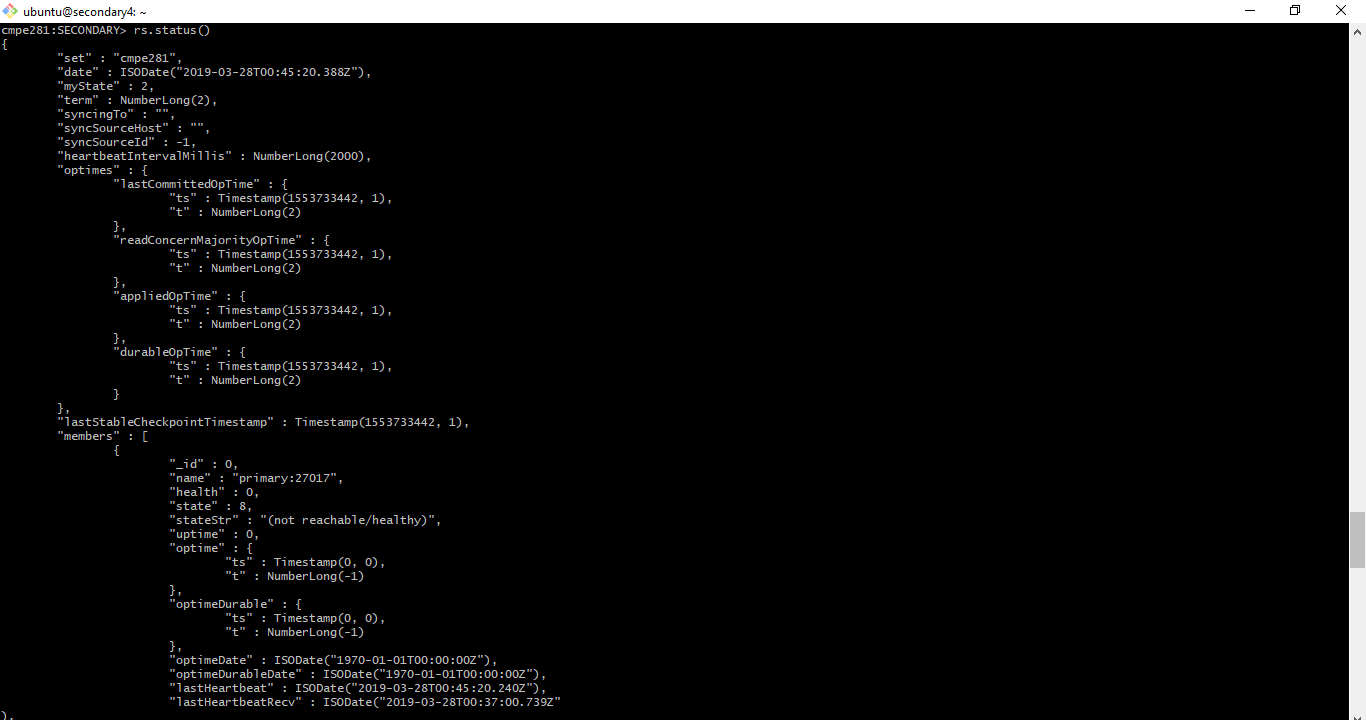 ubuntu@secondary4: ~
cmpe281:SECONDARY> rs.status()
{
"set" : "cmpe281",
"date" : ISODate("2019-03-28T00:45:20.388Z"),
"myState" : 2,
"term" : NumberLong(2),
"syncingTo" : "",
"syncSourceHost" : "",
"syncSourceId" : -1,
"heartbeatIntervalMillis" : NumberLong(2000),
"optimes" : {
"lastCommittedOpTime" : {
"ts" : Timestamp(1553733442, 1),
"t" : NumberLong(2)
},
"readConcernMajorityOpTime" : {
"ts" : Timestamp(1553733442, 1),
"t" : NumberLong(2)
},
"appliedOpTime" : {
"ts" : Timestamp(1553733442, 1),
"t" : NumberLong(2)
},
"durableOpTime" : {
"ts" : Timestamp(1553733442, 1),
"t" : NumberLong(2)
}
},
"lastStableCheckpointTimestamp" : Timestamp(1553733442, 1),
"members" : [
{
"_id" : 0,
"name" : "primary:27017",
"health" : 0,
"state" : 8,
"stateStr" : "(not reachable/healthy)",
"uptime" : 0,
"optime" : {
"ts" : Timestamp(0, 0),
"t" : NumberLong(-1)
},
"optimeDurable" : {
"ts" : Timestamp(0, 0),
"t" : NumberLong(-1)
},
"optimeDate" : ISODate("1970-01-01T00:00:00Z"),
"optimeDurableDate" : ISODate("1970-01-01T00:00:00Z"),
"lastHeartbeat" : ISODate("2019-03-28T00:45:20.240Z"),
"lastHeartbeatRecv" : ISODate("2019-03-28T00:37:00.739Z"
),